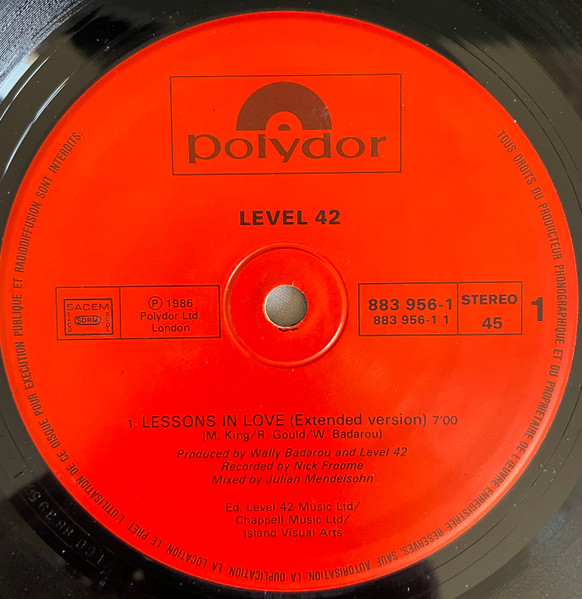 polydor
LEVEL 42
SACEM
SDRM
Ⓟ 1986
Polydor Ltd.
London
883 956-1
883 956-1 1
STEREO
45
1
1. LESSONS IN LOVE (Extended version) 7'00
(M. King/R. Gould/W. Badarou)
Produced by Wally Badarou and Level 42
Recorded by Nick Froome
Mixed by Julian Mendelsohn
Ed. Level 42 Music Ltd/
Chappell Music Ltd/
Island Visual Arts
TOUS DROITS DU PRODUCTEUR PHONOGRAPHIQUE ET DU PROPRIETAIRE DE L'ŒUVRE ENREGISTREE RESERVES. SAUF AUTORISATION. LA DUPLICATION, LA LOCATION, LE PRET, L'UTILISATION DE CE DISQUE POUR EXECUTION PUBLIQUE ET RADIODIFFUSION SONT INTERDITS.